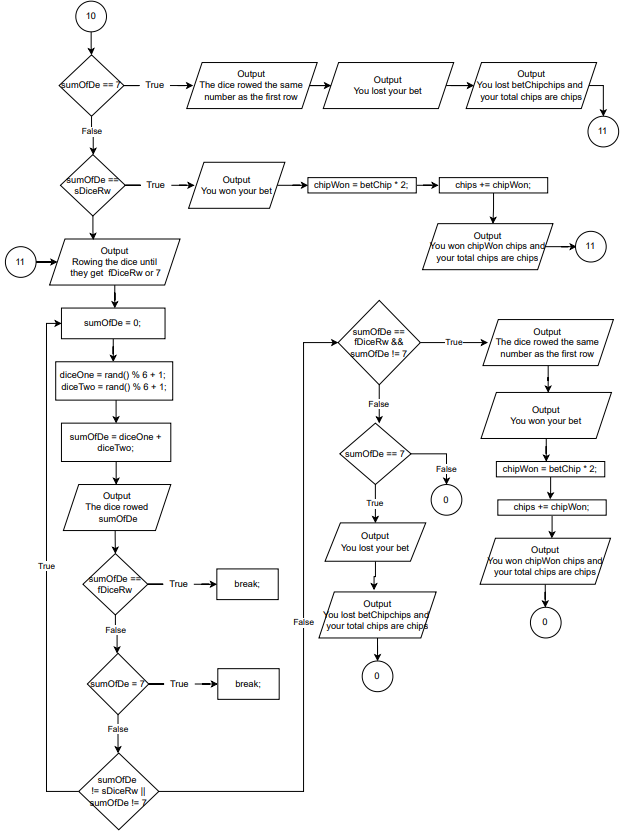 10
sumOfDe == 7
True
Output
The dice rowed the same
number as the first row
Output
You lost your bet
Output
You lost betChipchips and
your total chips are chips
11
False
sumOfDe ==
sDiceRw
True
Output
You won your bet
chipWon = betChip * 2;
chips += chipWon;
Output
You won chipWon chips and
your total chips are chips
11
11
Output
Rowing the dice until
they get fDiceRw or 7
sumOfDe = 0;
diceOne = rand() % 6 + 1;
diceTwo = rand() % 6 + 1;
sumOfDe = diceOne +
diceTwo;
Output
The dice rowed
sumOfDe
sumOfDe ==
fDiceRw
True
break;
False
sumOfDe = 7
True
break;
False
sumOfDe
!= sDiceRw ||
sumOfDe != 7
True
False
sumOfDe ==
fDiceRw &&
sumOfDe != 7
True
Output
The dice rowed the same
number as the first row
Output
You won your bet
chipWon = betChip * 2;
chips += chipWon;
Output
You won chipWon chips and
your total chips are chips
0
False
sumOfDe == 7
False
0
True
Output
You lost your bet
Output
You lost betChipchips and
your total chips are chips
0